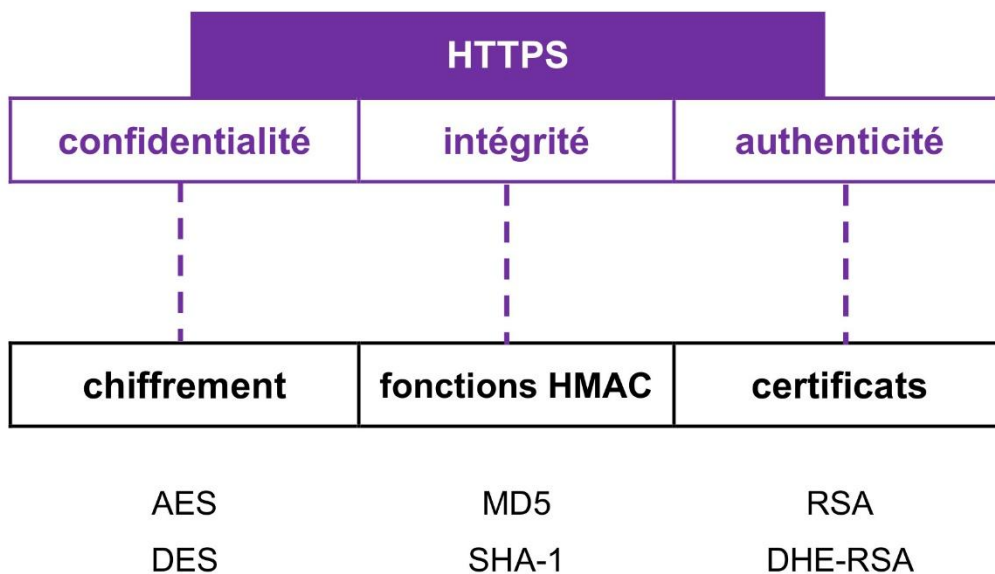 HTTPS
confidentialité intégrité authenticité
chiffrement fonctions HMAC certificats
AES MD5 RSA
DES SHA-1 DHE-RSA